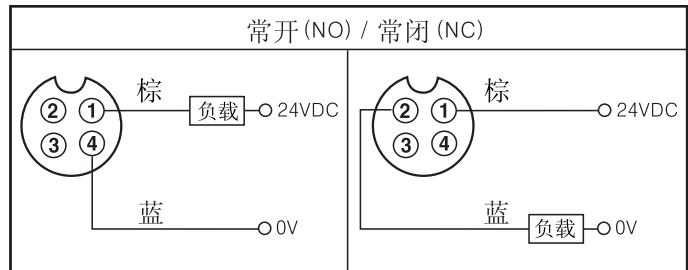 常开(NO) / 常闭(NC)
棕
② ① 负载 24VDC
③ ④
蓝
0V
棕
② ① 24VDC
③ ④
蓝
负载 0V